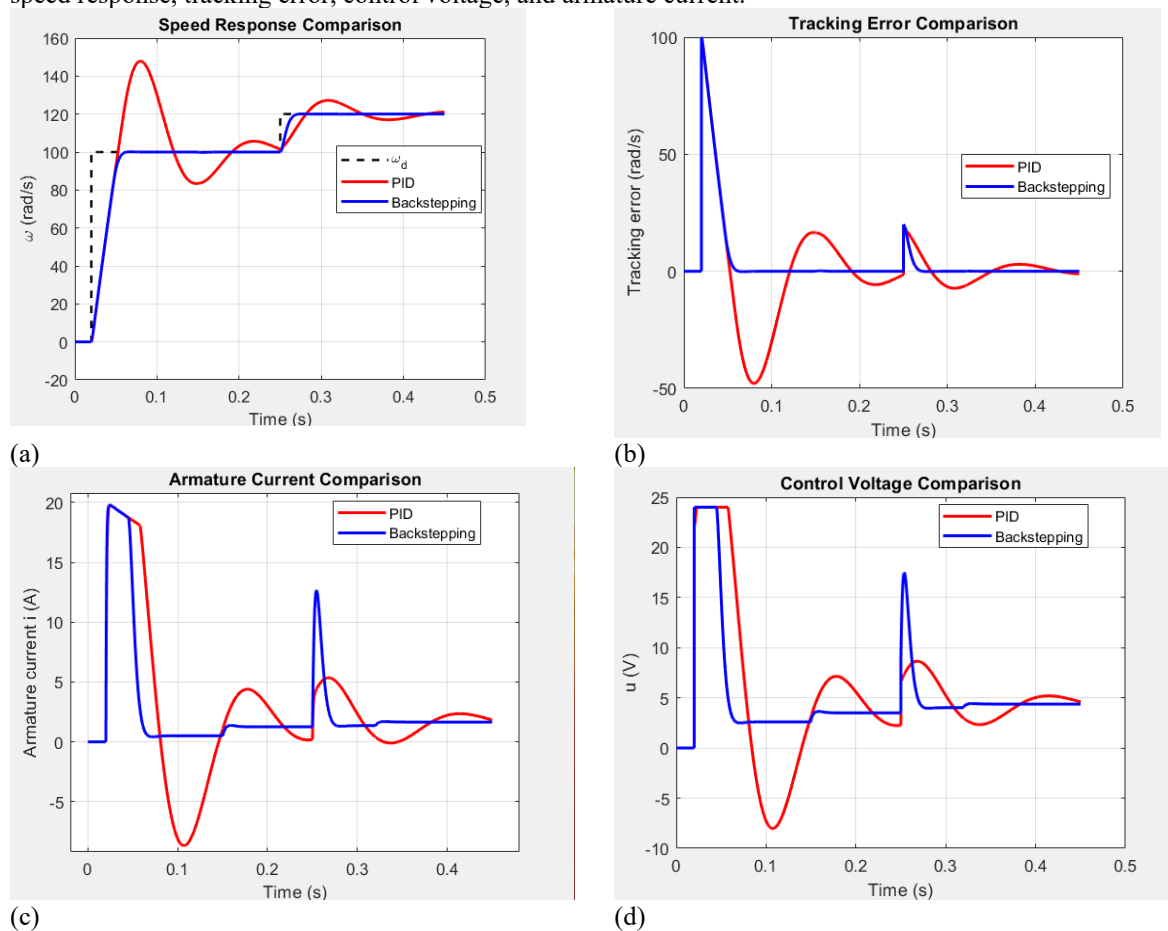 speed response, tracking error, control voltage, and armature current.
Speed Response Comparison
160
140
120
100
80
60
40
20
0
-20
ω (rad/s)
ω_d
PID
Backstepping
0 0.1 0.2 0.3 0.4 0.5
Time (s)
(a)
Tracking Error Comparison
100
50
0
-50
Tracking error (rad/s)
PID
Backstepping
0 0.1 0.2 0.3 0.4 0.5
Time (s)
(b)
Armature Current Comparison
20
15
10
5
0
-5
Armature current i (A)
PID
Backstepping
0 0.1 0.2 0.3 0.4
Time (s)
(c)
Control Voltage Comparison
25
20
15
10
5
0
-5
-10
u (V)
PID
Backstepping
0 0.1 0.2 0.3 0.4 0.5
Time (s)
(d)